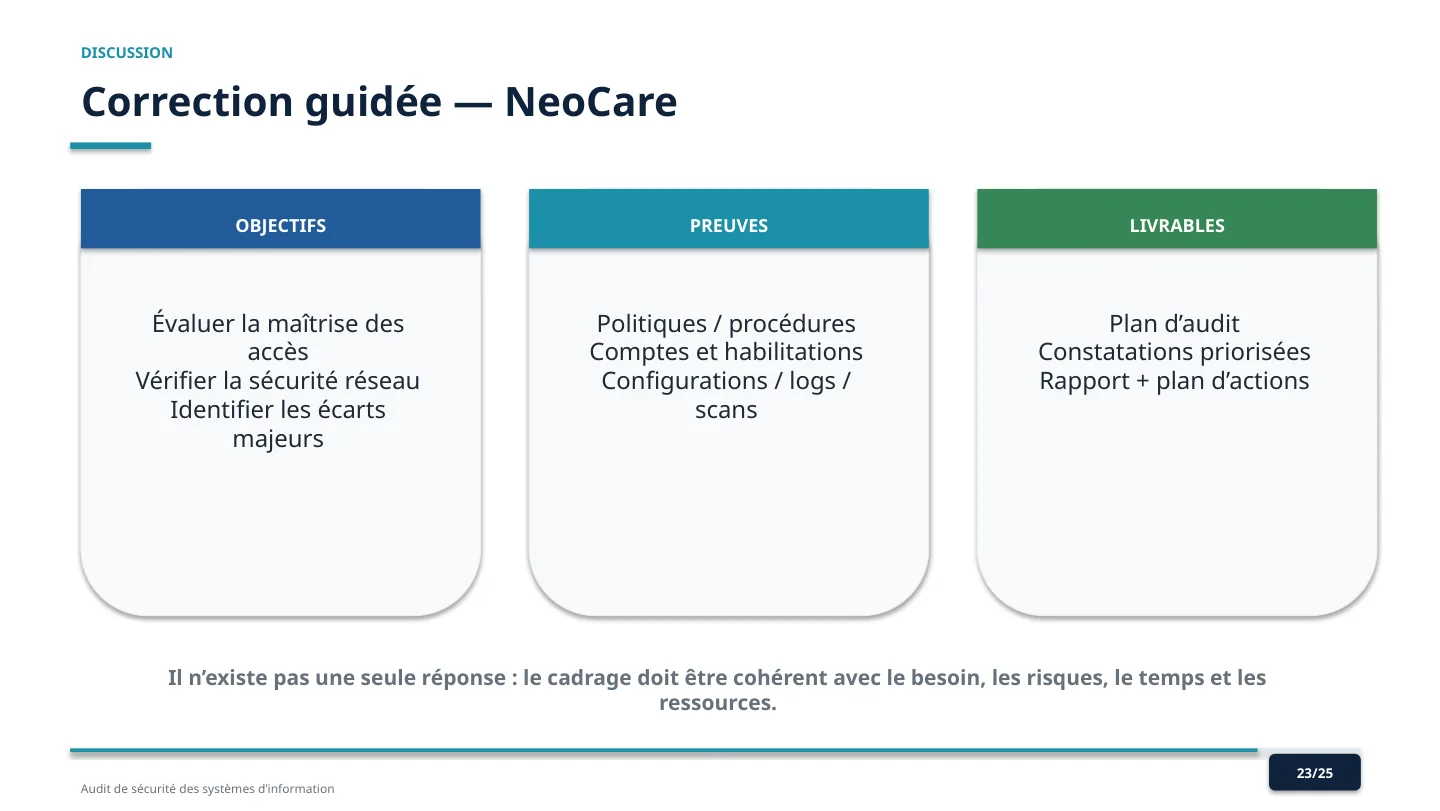 DISCUSSION
Correction guidée — NeoCare
OBJECTIFS
Évaluer la maîtrise des
accès
Vérifier la sécurité réseau
Identifier les écarts
majeurs
PREUVES
Politiques / procédures
Comptes et habilitations
Configurations / logs /
scans
LIVRABLES
Plan d’audit
Constatations priorisées
Rapport + plan d’actions
Il n’existe pas une seule réponse : le cadrage doit être cohérent avec le besoin, les risques, le temps et les
ressources.
Audit de sécurité des systèmes d’information
23/25